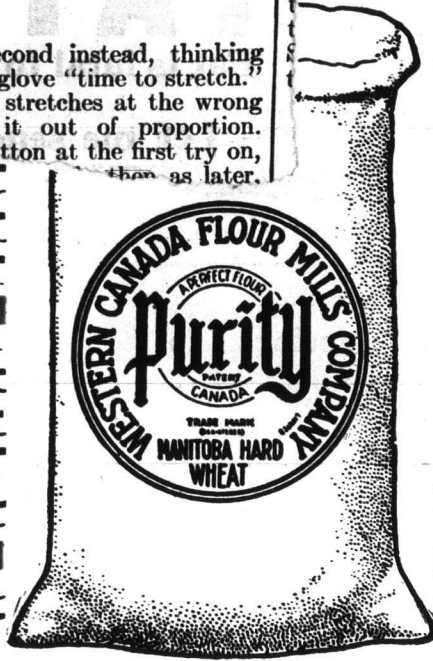 cond instead, thinking
glove "time to stretch."
stretches at the wrong
it out of proportion.
tton at the first try on,
then as later.
WESTERN CANADA FLOUR MILLS COMPANY
A PERFECT FLOUR
Purity
PATENT
CANADA
TRADE MARK
MANITOBA HARD
WHEAT